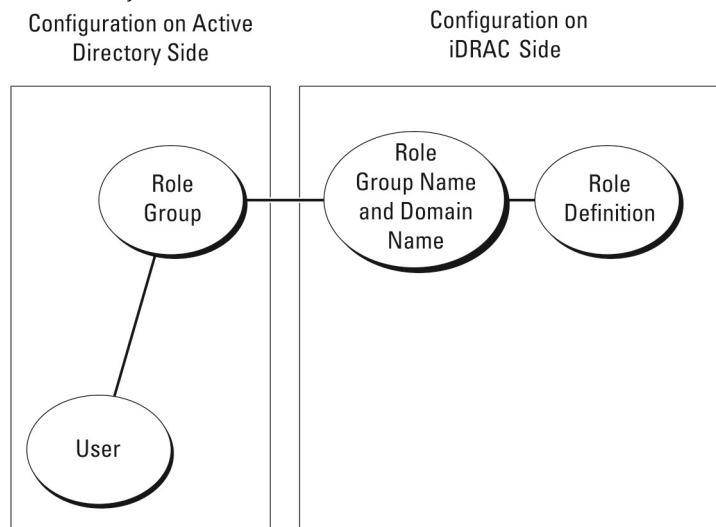 Configuration on Active
Directory Side
Configuration on
iDRAC Side
Role
Group
Role
Group Name
and Domain
Name
Role
Definition
User